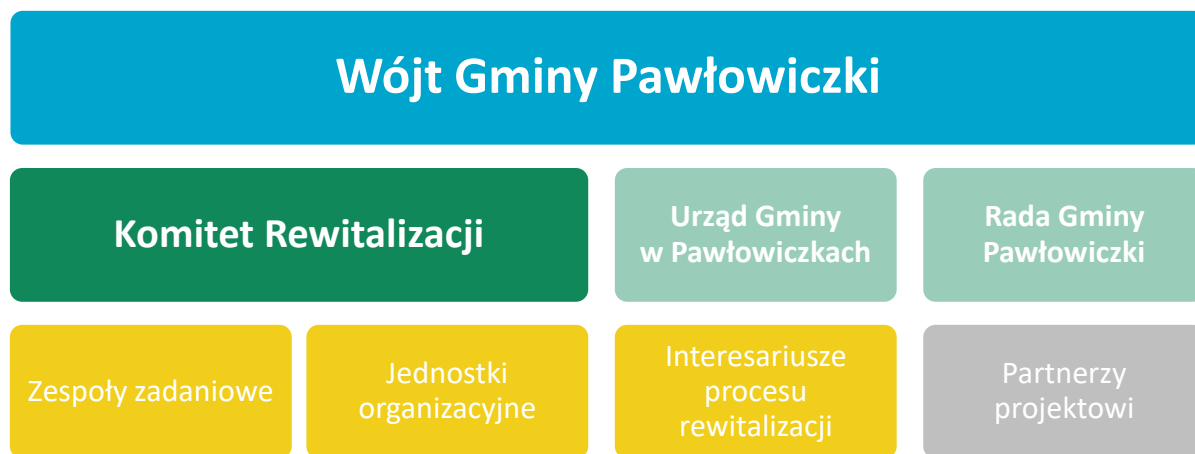 Wójt Gminy Pawłowiczki
Komitet Rewitalizacji
Urząd Gminy
w Pawłowiczkach
Rada Gminy
Pawłowiczki
Zespoły zadaniowe
Jednostki
organizacyjne
Interesariusze
procesu
rewitalizacji
Partnerzy
projektowi